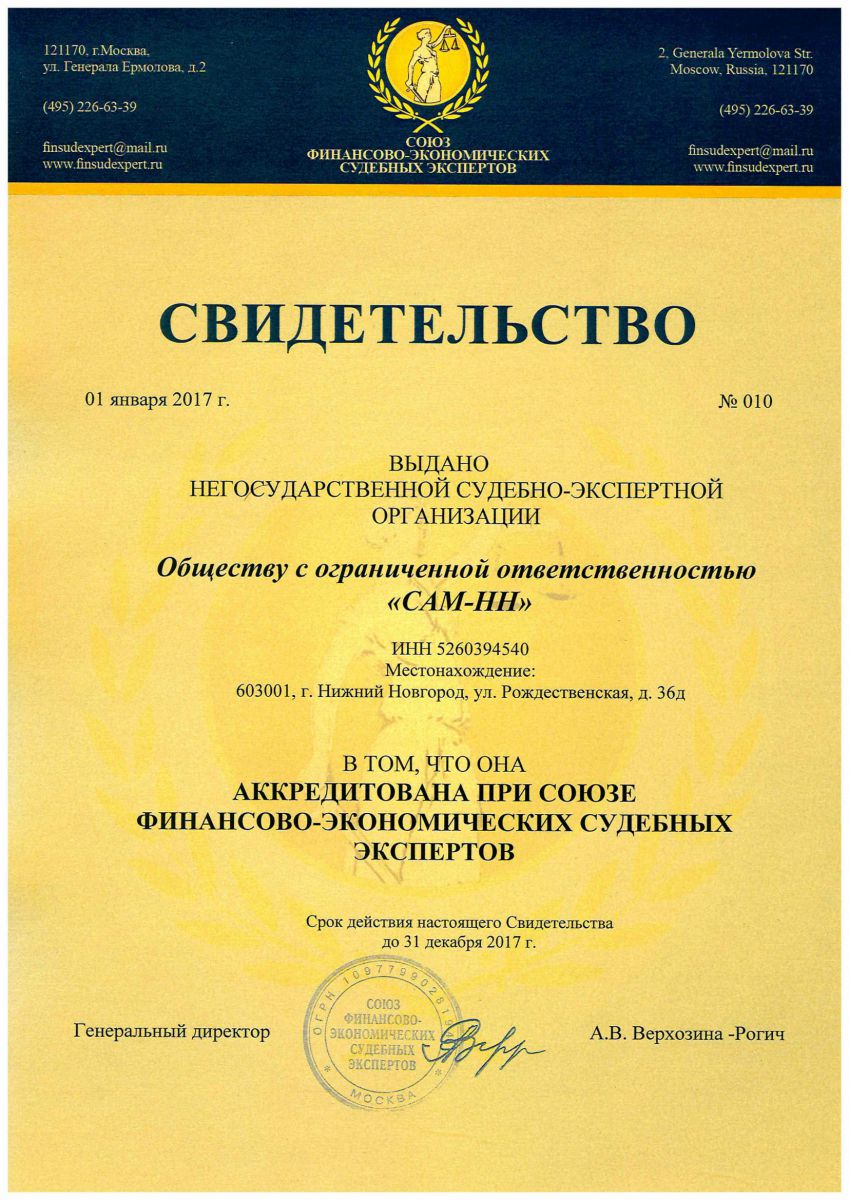 121170, г.Москва,
ул. Генерала Ермолова, д.2
(495) 226-63-39
finsudexpert@mail.ru
www.finsudexpert.ru
СОЮЗ
ФИНАНСОВО-ЭКОНОМИЧЕСКИХ
СУДЕБНЫХ ЭКСПЕРТОВ
2, Generala Yermolova Str.
Moscow, Russia, 121170
(495) 226-63-39
finsudexpert@mail.ru
www.finsudexpert.ru
СВИДЕТЕЛЬСТВО
01 января 2017 г.
№ 010
ВЫДАНО
НЕГОСУДАРСТВЕННОЙ СУДЕБНО-ЭКСПЕРТНОЙ
ОРГАНИЗАЦИИ
Обществу с ограниченной ответственностью
«САМ-НН»
ИНН 5260394540
Местонахождение:
603001, г. Нижний Новгород, ул. Рождественская, д. 36д
В ТОМ, ЧТО ОНА
АККРЕДИТОВАНА ПРИ СОЮЗЕ
ФИНАНСОВО-ЭКОНОМИЧЕСКИХ СУДЕБНЫХ
ЭКСПЕРТОВ
Срок действия настоящего Свидетельства
до 31 декабря 2017 г.
Генеральный директор
ОГРН
СОЮЗ
ФИНАНСОВО-
ЭКОНОМИЧЕСКИХ
СУДЕБНЫХ
ЭКСПЕРТОВ
* МОСКВА *
А.В. Верхозина -Рогич